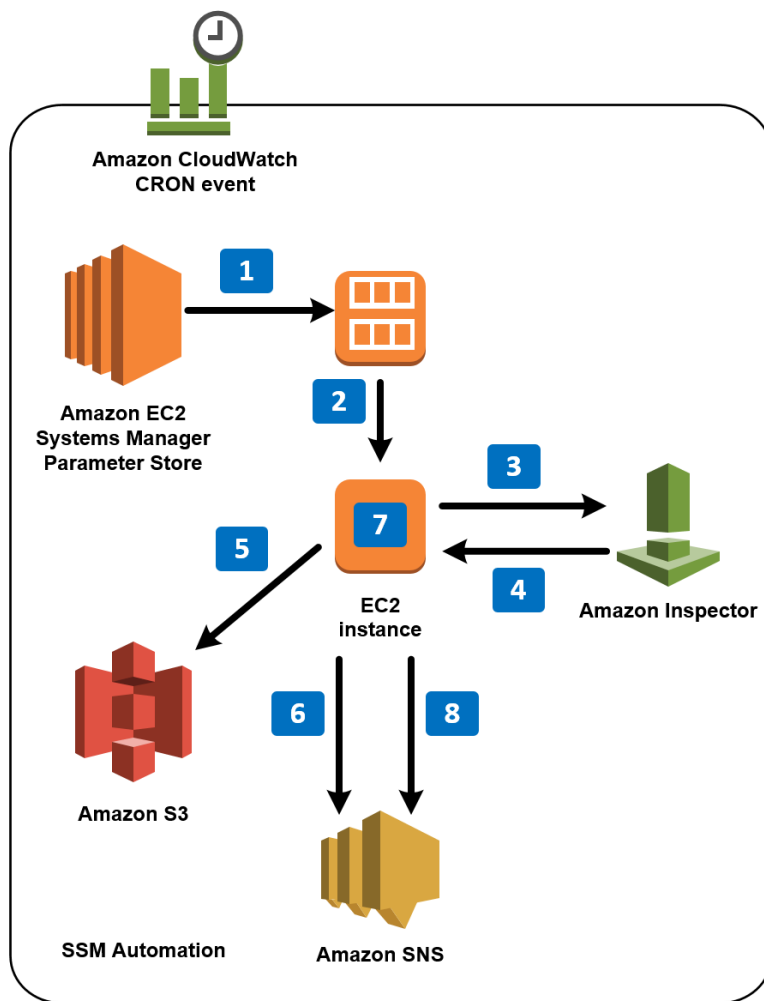 Amazon CloudWatch
CRON event
1
Amazon EC2
Systems Manager
Parameter Store
2
3
7
5
4
EC2
instance
Amazon Inspector
6
8
Amazon S3
SSM Automation
Amazon SNS